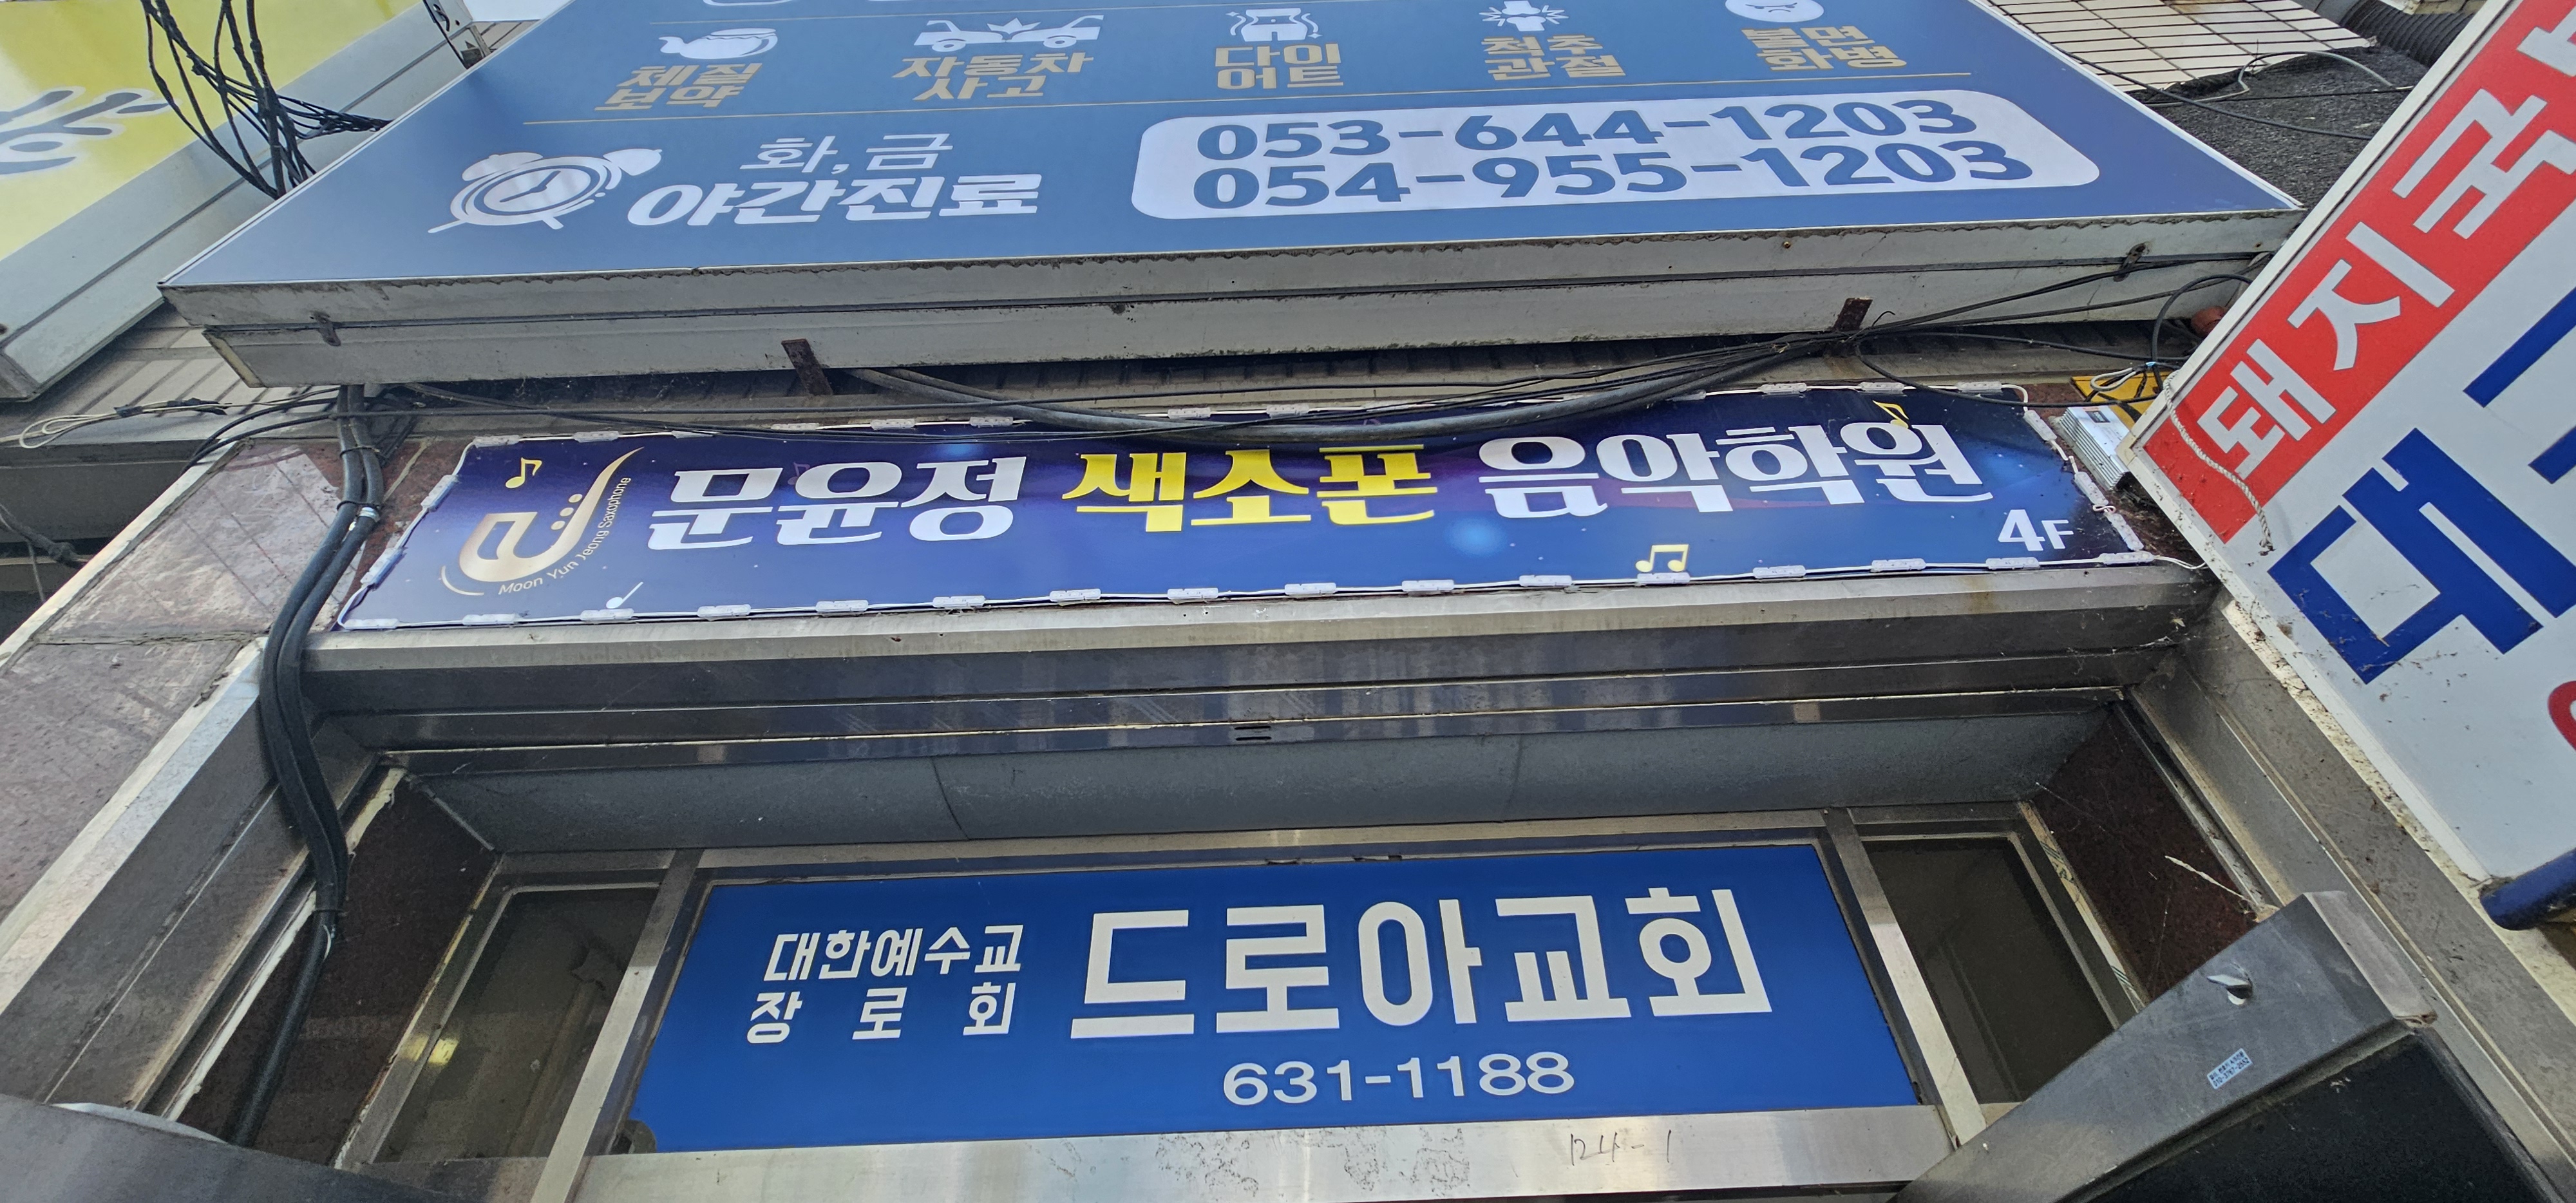 체질
보약
자동차
사고
다이
어트
척추
관절
불면
화병
화,금
야간진료
053-644-1203
054-955-1203
Moon Yun Jeong Saxophone
문윤정 색소폰 음악학원
4F
대한예수교
장로회
드로아교회
631-1188
124-1
돼지국
대